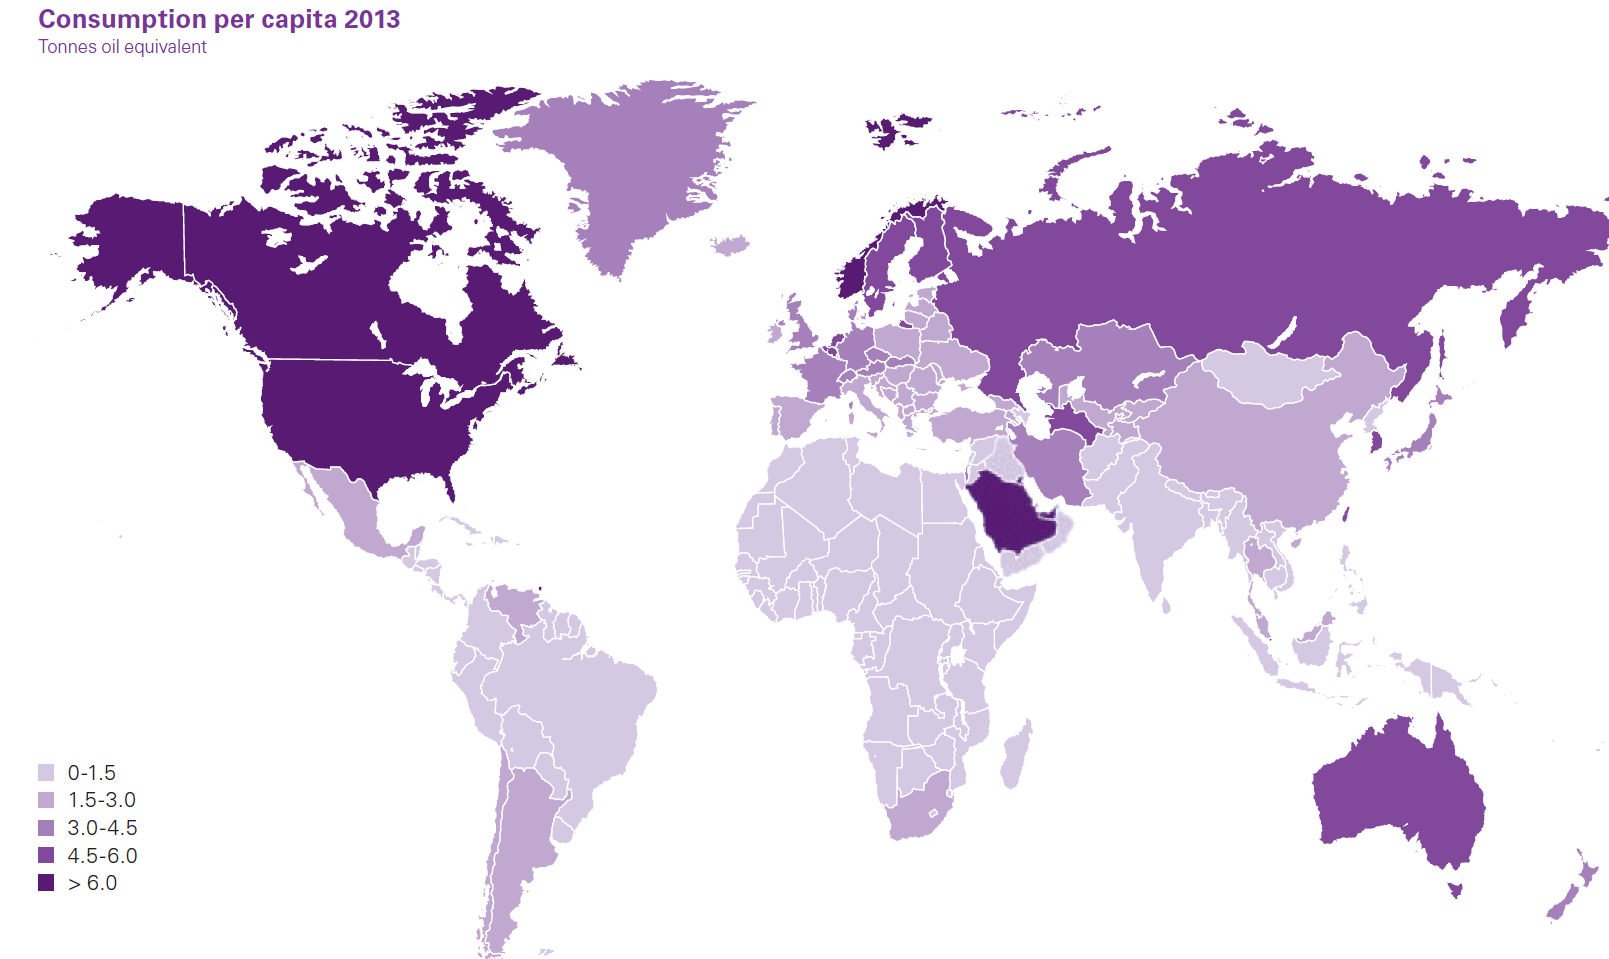 Consumption per capita 2013
Tonnes oil equivalent
0-1.5
1.5-3.0
3.0-4.5
4.5-6.0
> 6.0